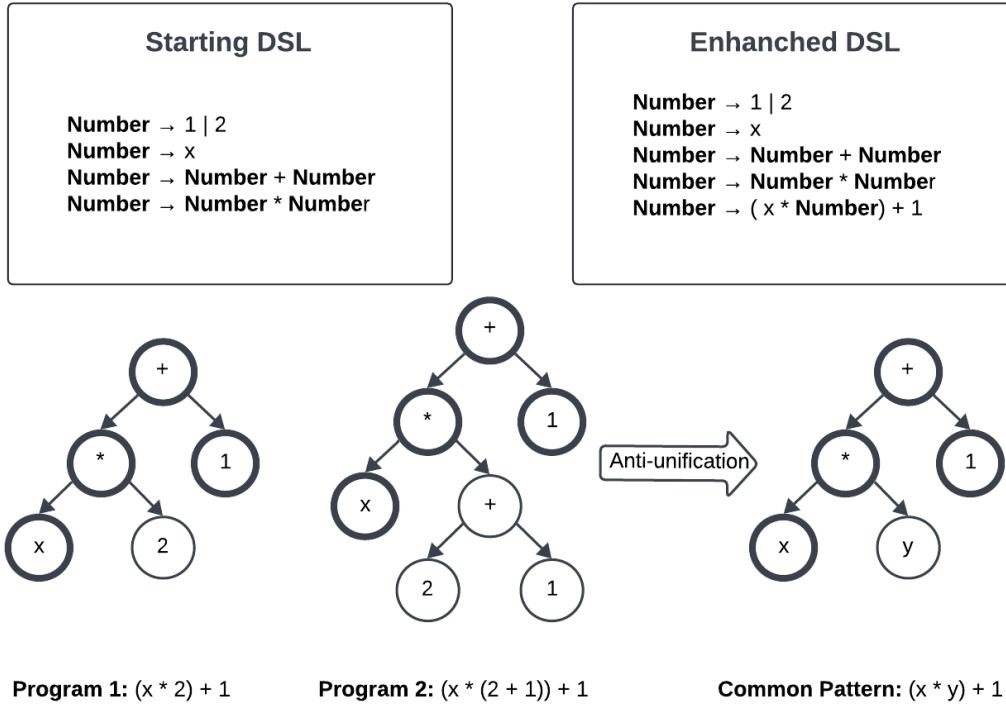 Starting DSL
Number → 1 | 2
Number → x
Number → Number + Number
Number → Number * Number
Enhanched DSL
Number → 1 | 2
Number → x
Number → Number + Number
Number → Number * Number
Number → ( x * Number) + 1
+
* 1
x 2
+
* 1
x +
2 1
Anti-unification
+
* 1
x y
Program 1: (x * 2) + 1
Program 2: (x * (2 + 1)) + 1
Common Pattern: (x * y) + 1